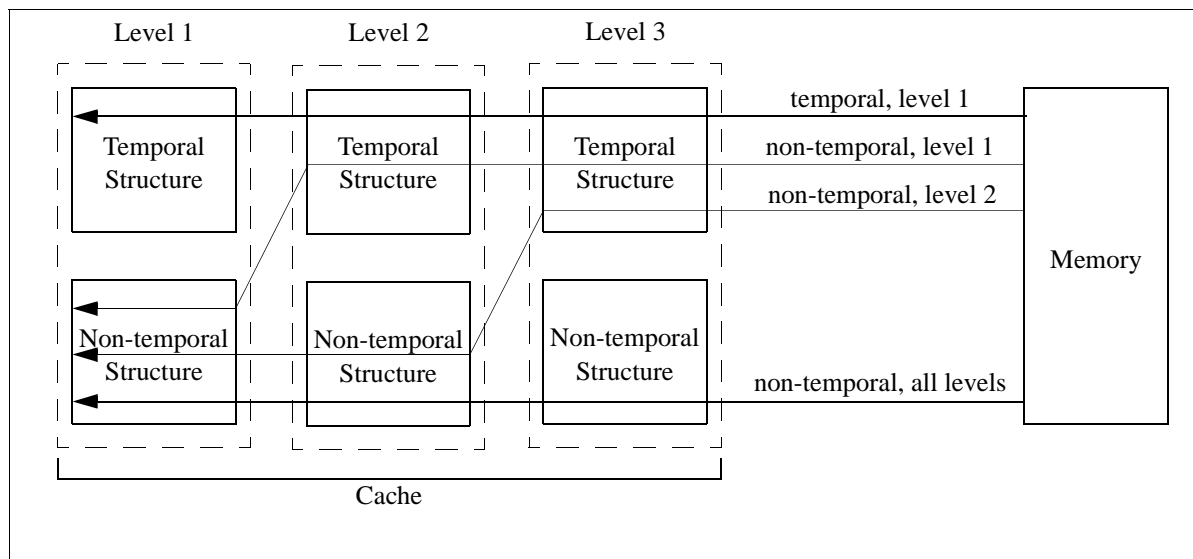 Level 1
Level 2
Level 3
temporal, level 1
Temporal
Structure
Temporal
Structure
Temporal
Structure
non-temporal, level 1
non-temporal, level 2
Memory
Non-temporal
Structure
Non-temporal
Structure
Non-temporal
Structure
non-temporal, all levels
Cache